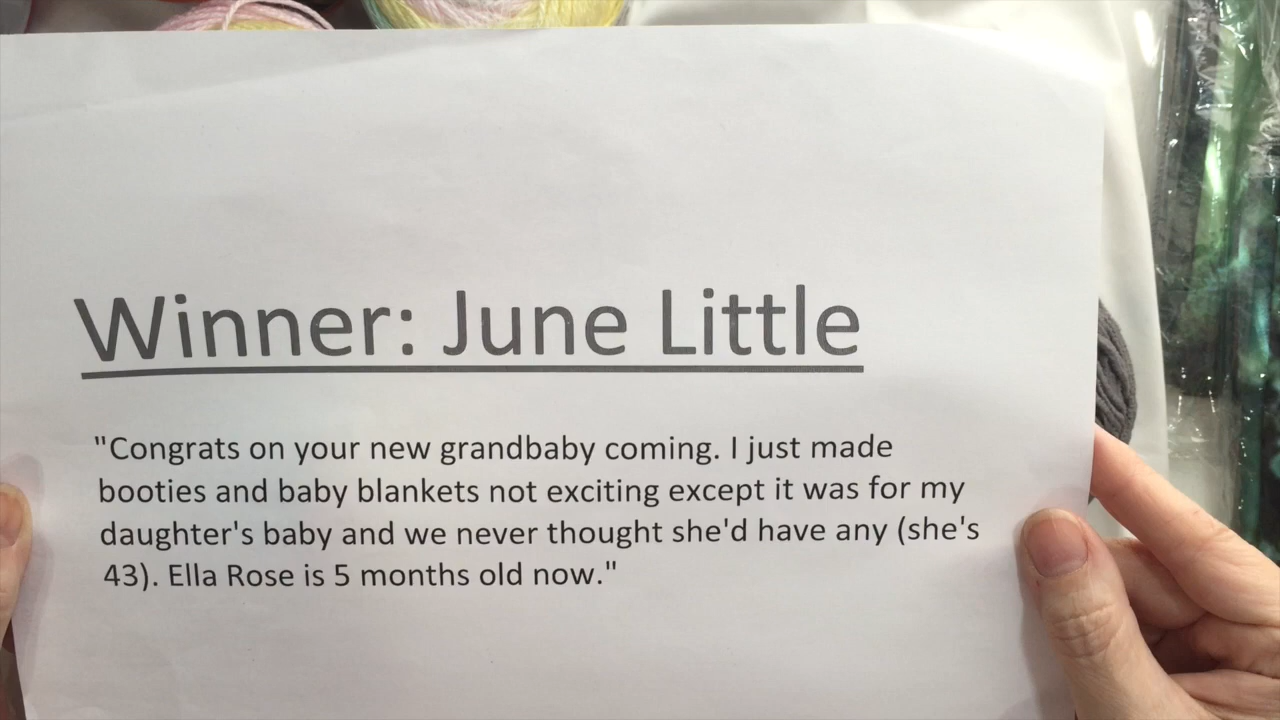 Winner: June Little
"Congrats on your new grandbaby coming. I just made
booties and baby blankets not exciting except it was for my
daughter's baby and we never thought she'd have any (she's
43). Ella Rose is 5 months old now."